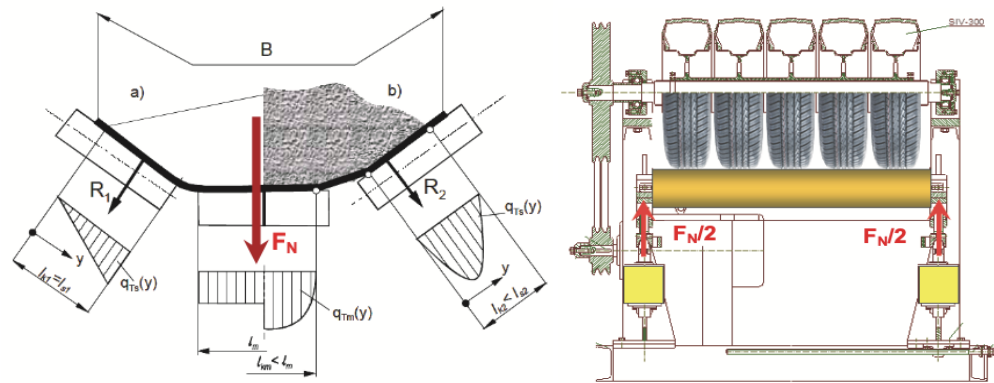 B
a)
b)
R1
R2
FN
y
y
lk1=ls1
qTs(y)
qTs(y)
lk2<ls2
qTm(y)
lm
lkm<lm
SIV-300
FN/2
FN/2